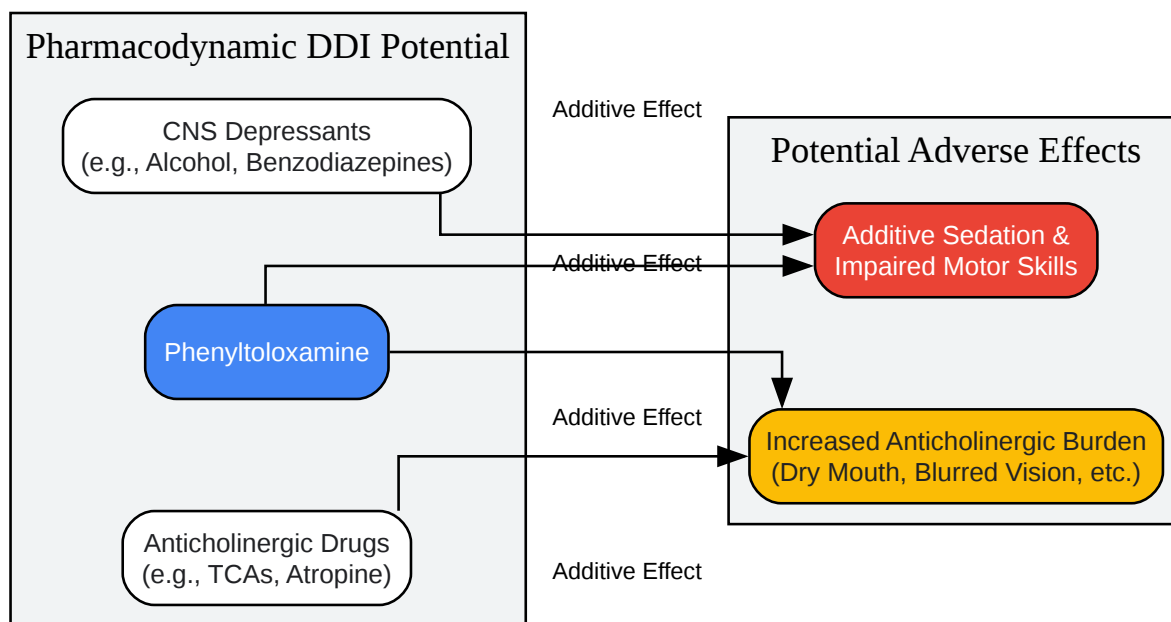 Pharmacodynamic DDI Potential
CNS Depressants
(e.g., Alcohol, Benzodiazepines)
Phenyltoloxamine
Anticholinergic Drugs
(e.g., TCAs, Atropine)
Additive Effect
Additive Effect
Additive Effect
Additive Effect
Potential Adverse Effects
Additive Sedation &
Impaired Motor Skills
Increased Anticholinergic Burden
(Dry Mouth, Blurred Vision, etc.)